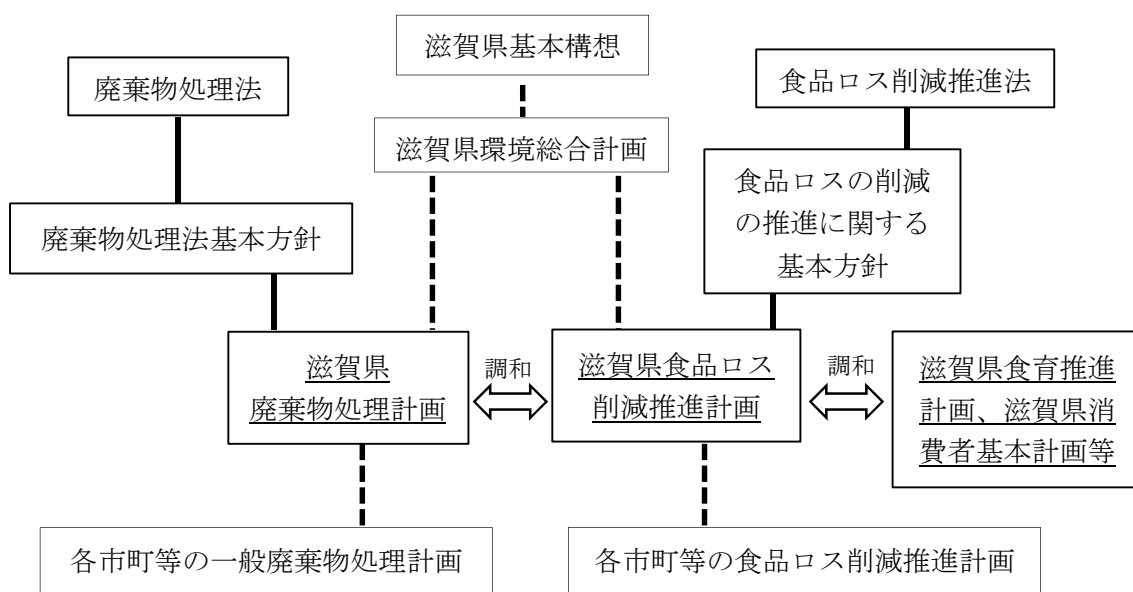 滋賀県基本構想
廃棄物処理法
食品ロス削減推進法
滋賀県環境総合計画
食品ロスの削減
の推進に関する
基本方針
廃棄物処理法基本方針
滋賀県
廃棄物処理計画
調和
滋賀県食品ロス
削減推進計画
調和
滋賀県食育推進
計画、滋賀県消
費者基本計画等
各市町等の一般廃棄物処理計画
各市町等の食品ロス削減推進計画